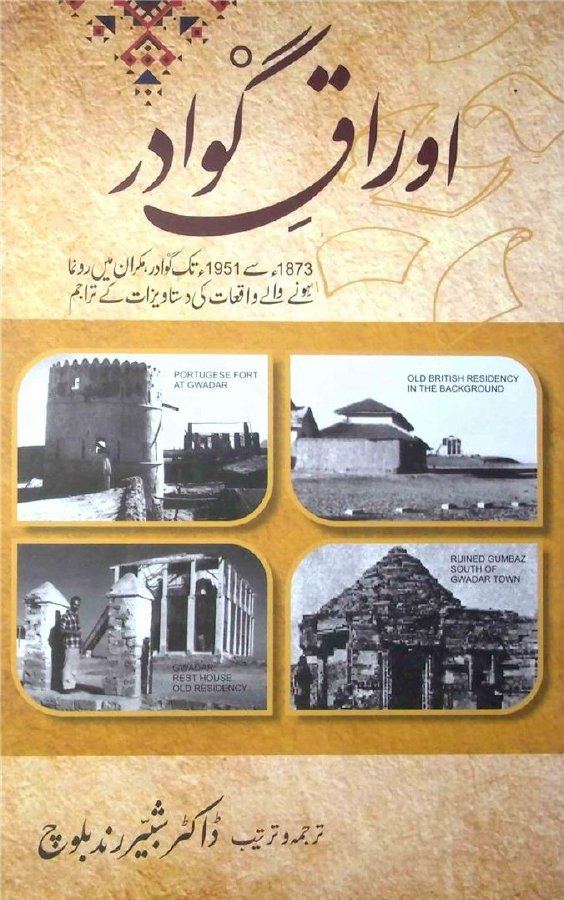 اوراقِ گوادر
1873ء سے 1951ء تک گوادر، مکران میں رونما
ہونے والے واقعات کی دستاویزات کے تراجم
PORTUGESE FORT
AT GWADAR
OLD BRITISH RESIDENCY
IN THE BACKGROUND
GWADAR:
REST HOUSE
OLD RESIDENCY
RUINED GUMBAZ
SOUTH OF
GWADAR TOWN
ترجمہ و ترتیب ڈاکٹر شبیّر رند بلوچ